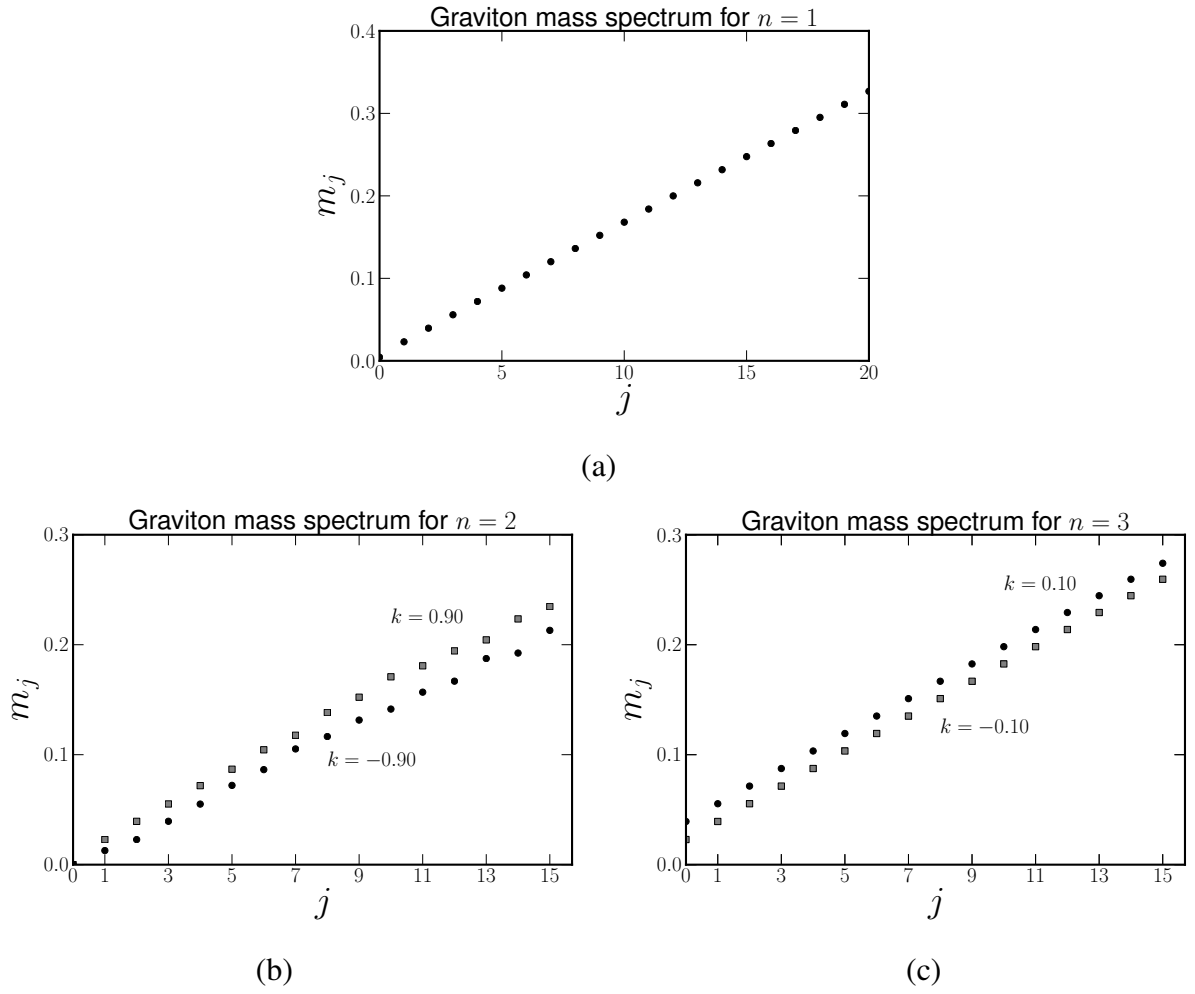 Graviton mass spectrum for n = 1
0.4
0.3
0.2
0.1
0.0
m_j
0 5 10 15 20
j
(a)
Graviton mass spectrum for n = 2
0.3
0.2
0.1
0.0
m_j
k = 0.90
k = −0.90
0 1 3 5 7 9 11 13 15
j
(b)
Graviton mass spectrum for n = 3
0.3
0.2
0.1
0.0
m_j
k = 0.10
k = −0.10
0 1 3 5 7 9 11 13 15
j
(c)